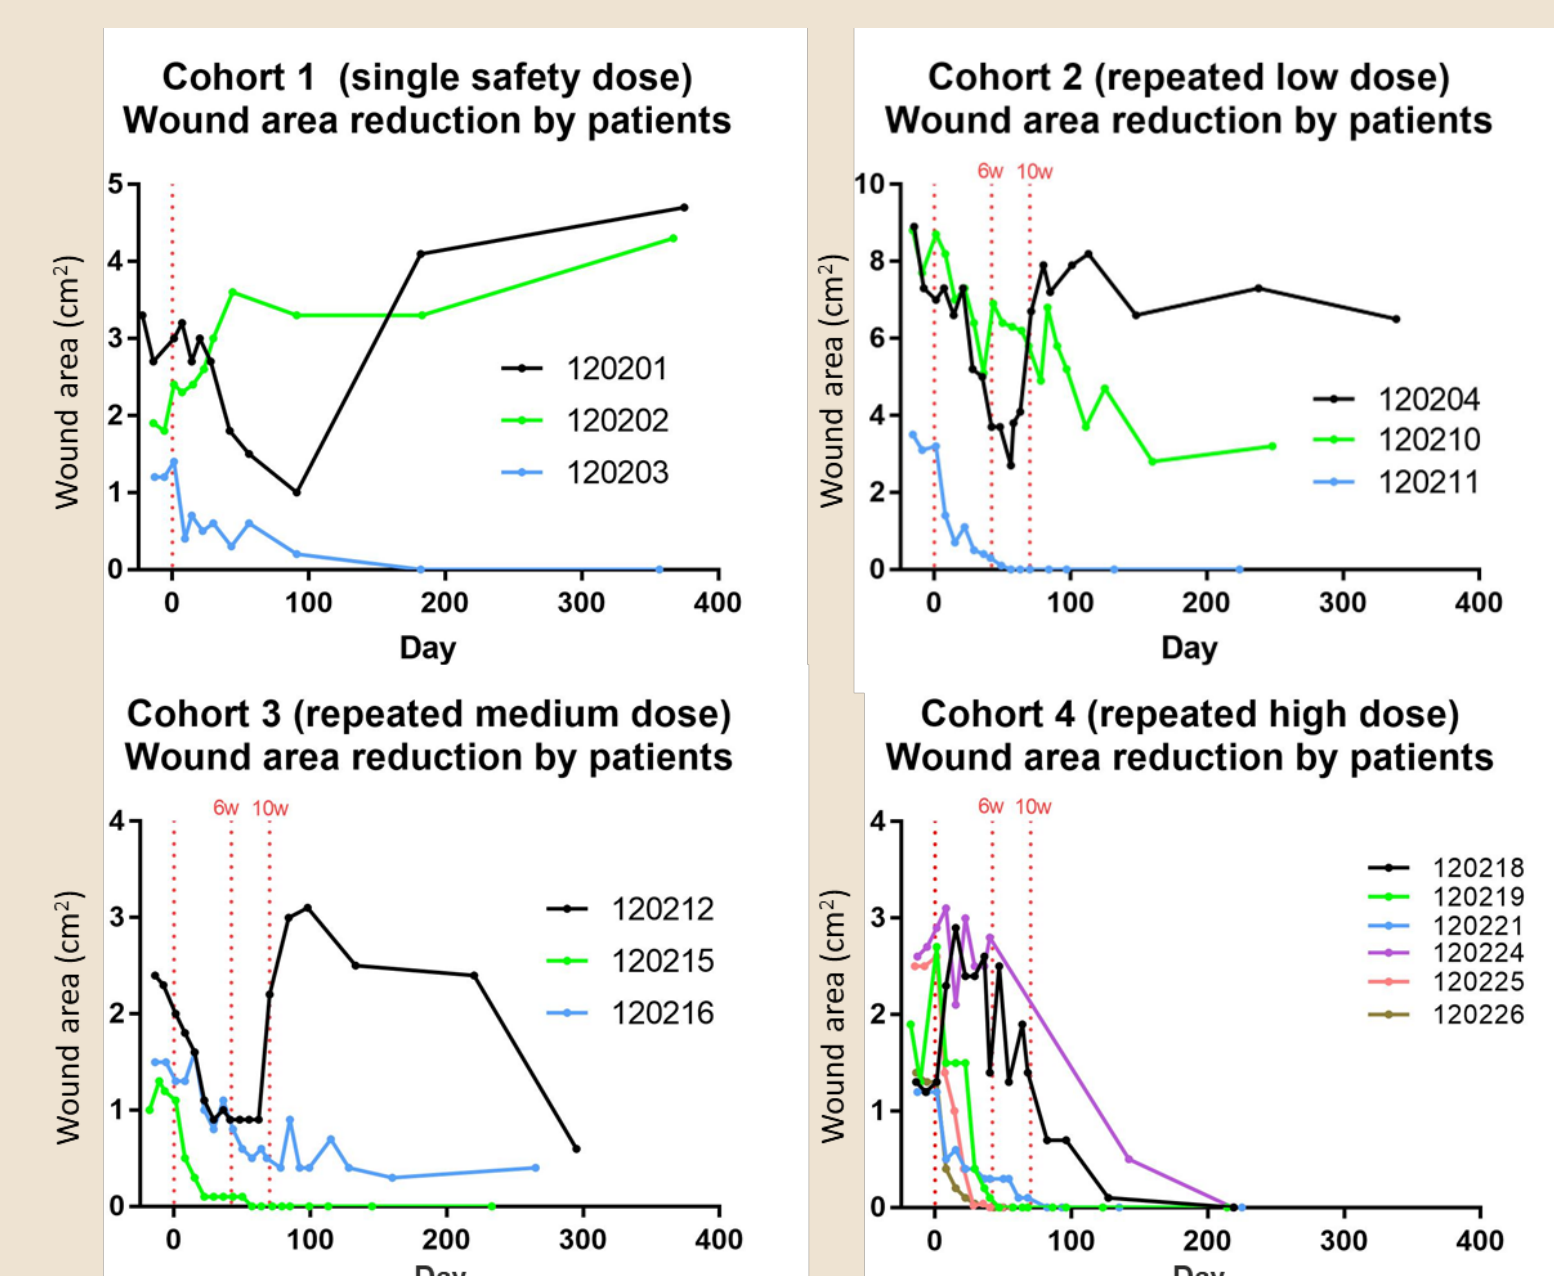 Cohort 1 (single safety dose)
Wound area reduction by patients
Wound area (cm²)
5
4
3
2
1
0
120201
120202
120203
0 100 200 300 400
Day
Cohort 2 (repeated low dose)
Wound area reduction by patients
6w 10w
Wound area (cm²)
10
8
6
4
2
0
120204
120210
120211
0 100 200 300 400
Day
Cohort 3 (repeated medium dose)
Wound area reduction by patients
6w 10w
Wound area (cm²)
4
3
2
1
0
120212
120215
120216
0 100 200 300 400
Day
Cohort 4 (repeated high dose)
Wound area reduction by patients
6w 10w
Wound area (cm²)
4
3
2
1
0
120218
120219
120221
120224
120225
120226
0 100 200 300 400
Day